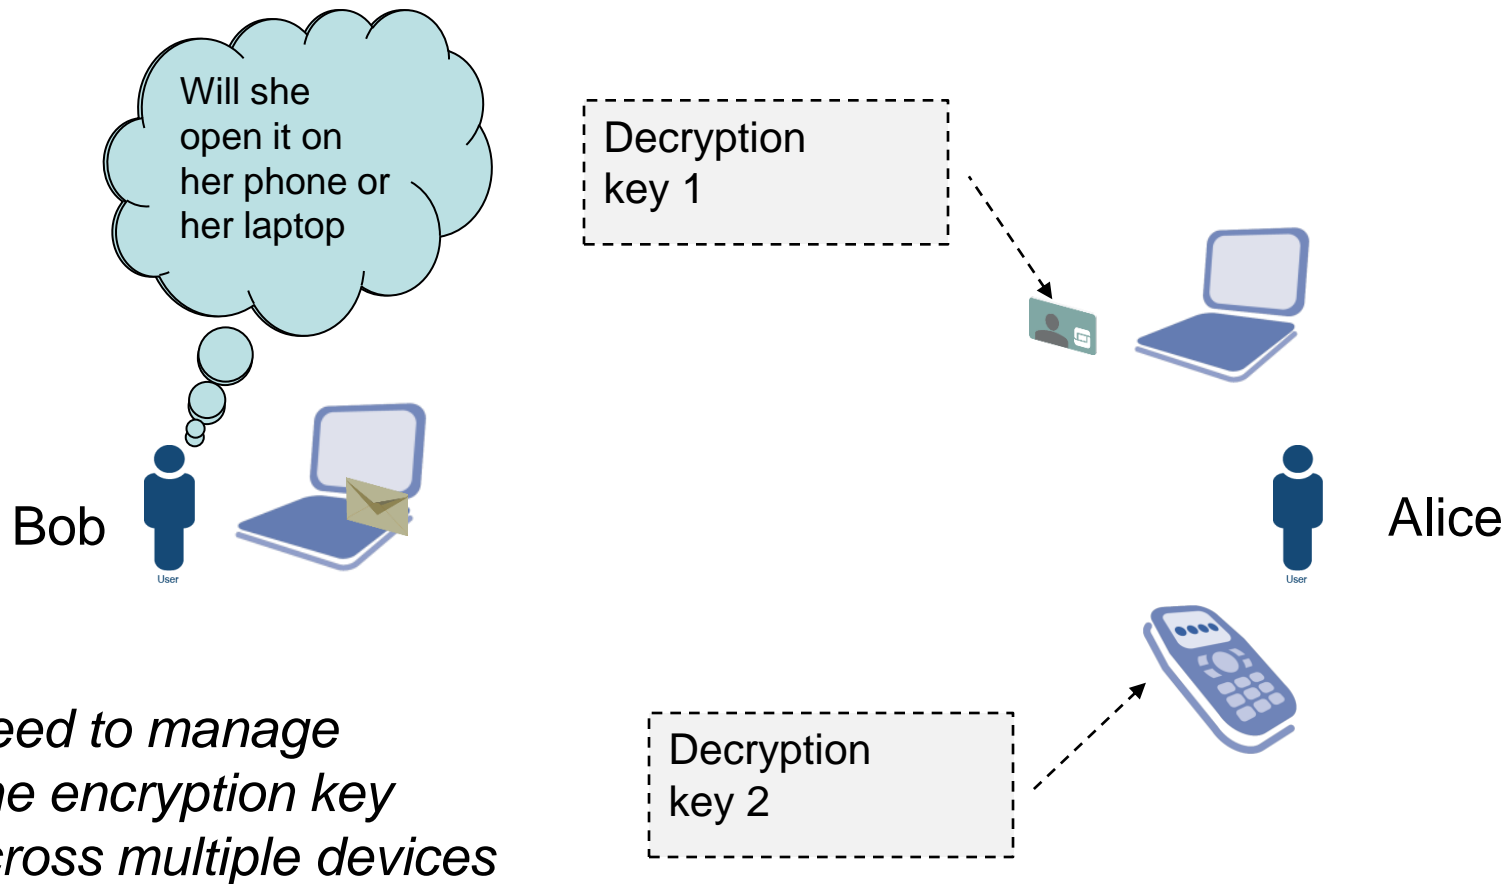 Will she
open it on
her phone or
her laptop
Decryption
key 1
Bob
User
Alice
User
eed to manage
ne encryption key
cross multiple devices
Decryption
key 2